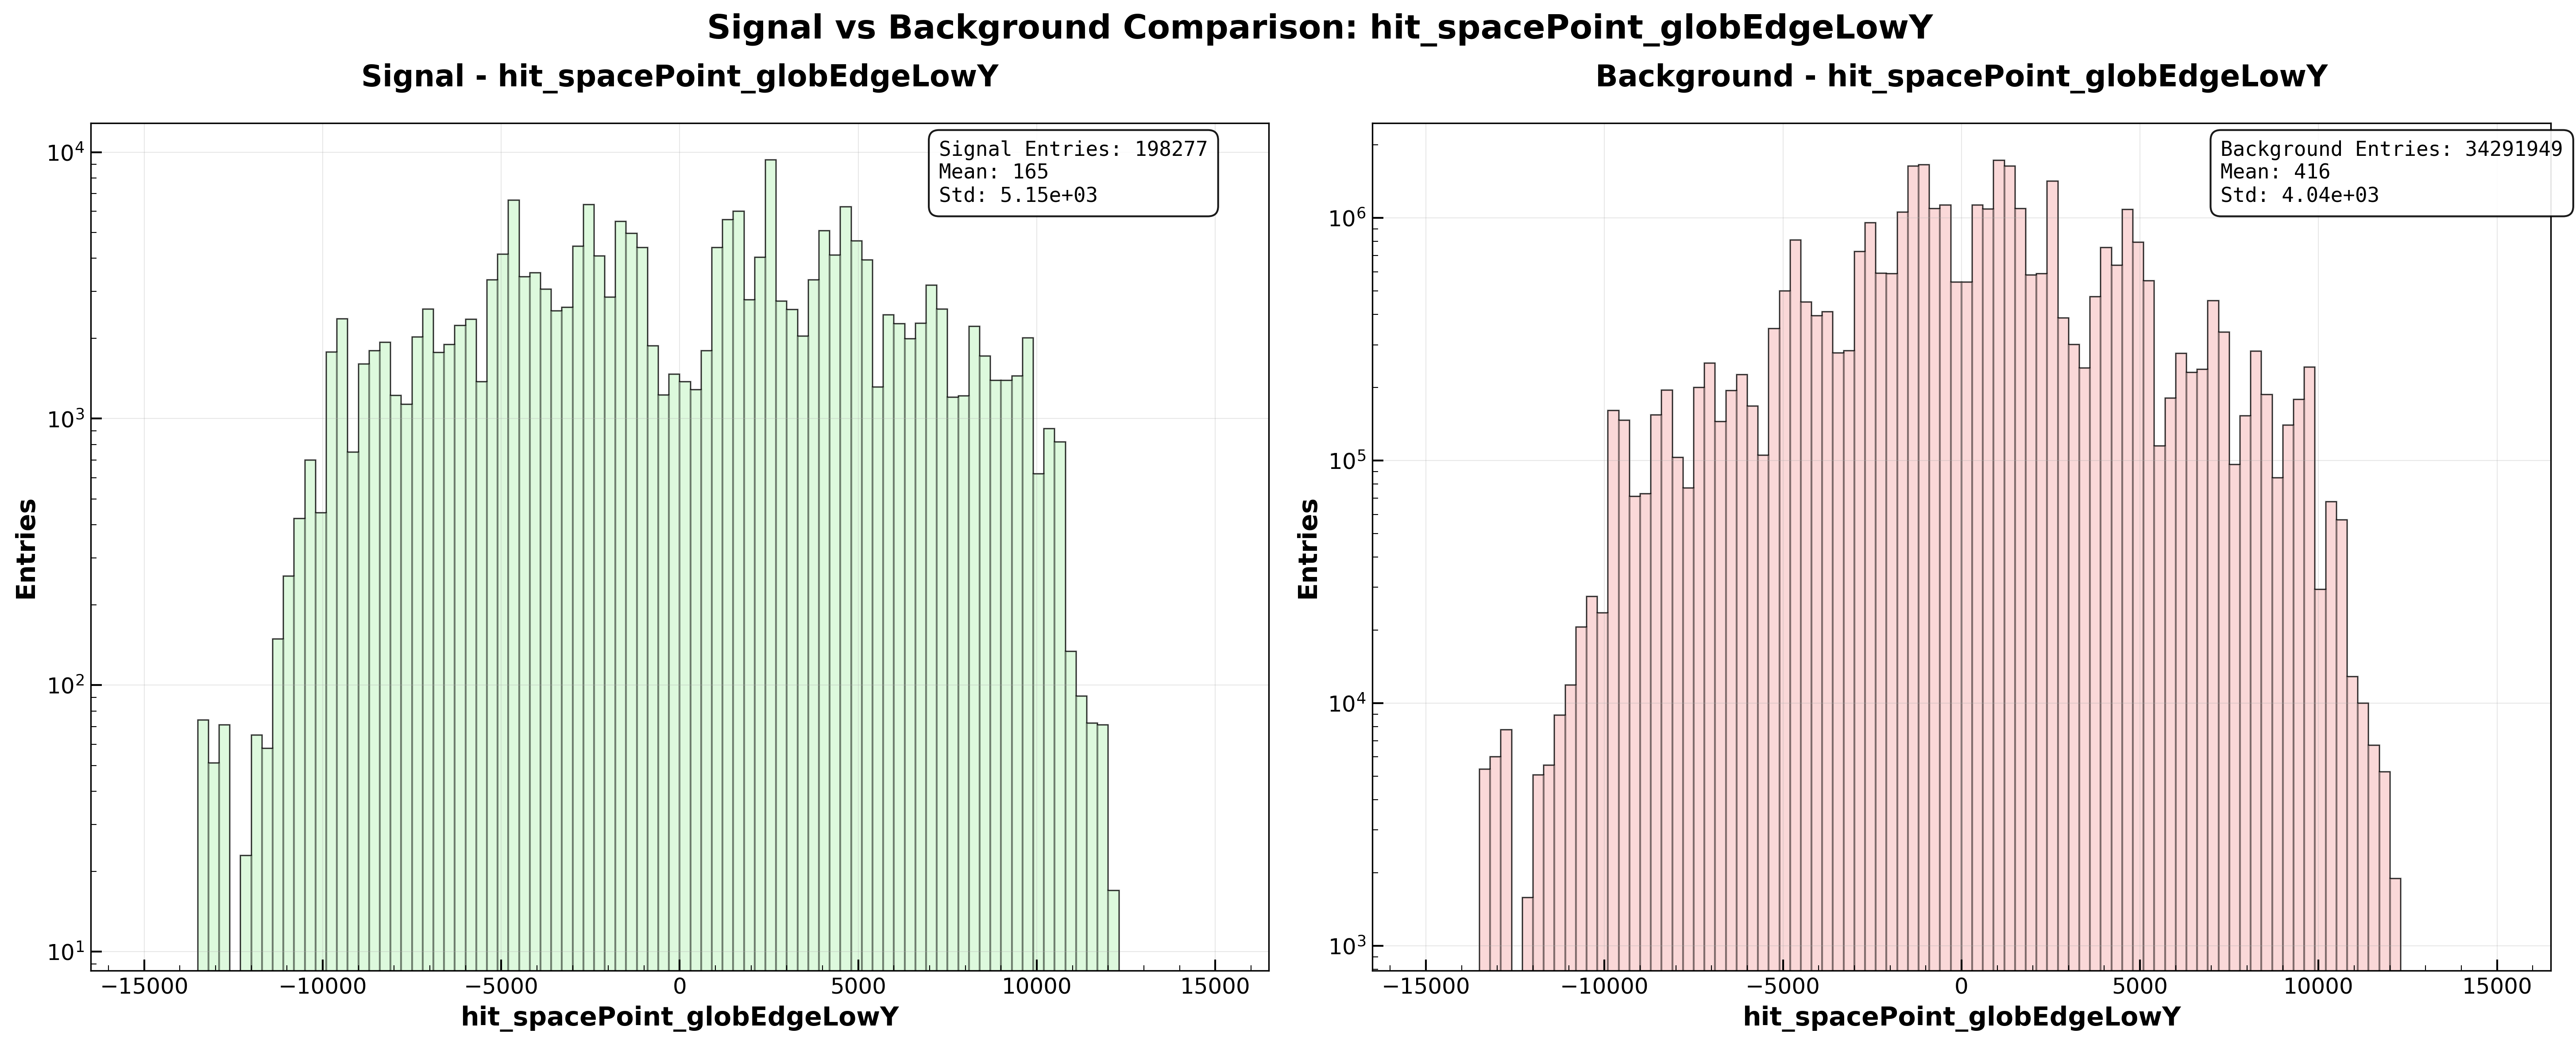 Signal vs Background Comparison: hit_spacePoint_globEdgeLowY
Signal - hit_spacePoint_globEdgeLowY
Signal Entries: 198277
Mean: 165
Std: 5.15e+03
Entries
10^4
10^3
10^2
10^1
−15000 −10000 −5000 0 5000 10000 15000
hit_spacePoint_globEdgeLowY
Background - hit_spacePoint_globEdgeLowY
Background Entries: 34291949
Mean: 416
Std: 4.04e+03
Entries
10^6
10^5
10^4
10^3
−15000 −10000 −5000 0 5000 10000 15000
hit_spacePoint_globEdgeLowY